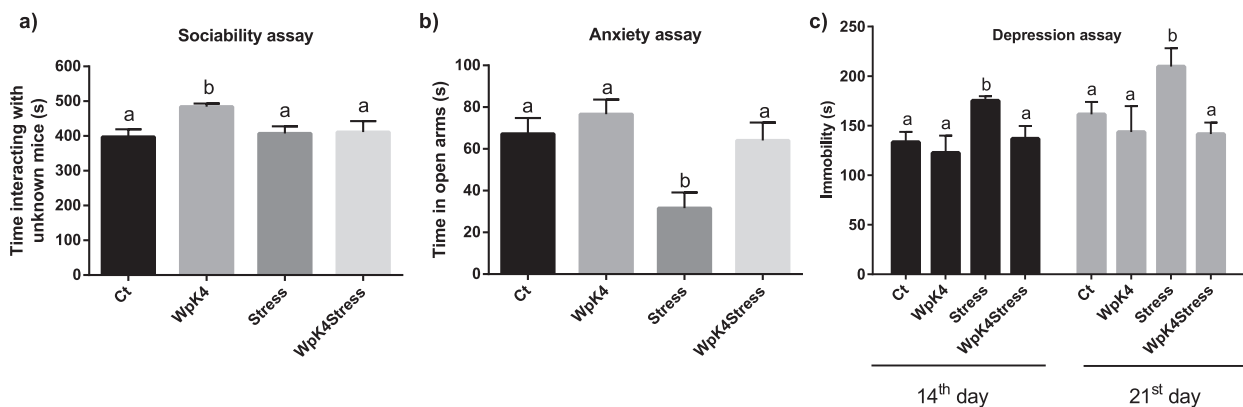 a)
Sociability assay
Time interacting with
unknown mice (s)
600
500
400
300
200
100
0
a
b
a
a
Ct
WpK4
Stress
WpK4Stress
b)
Anxiety assay
Time in open arms (s)
100
80
60
40
20
0
a
a
b
a
Ct
WpK4
Stress
WpK4Stress
c)
Depression assay
Immobility (s)
250
200
150
100
50
0
a
a
b
a
a
a
b
a
Ct
WpK4
Stress
WpK4Stress
Ct
WpK4
Stress
WpK4Stress
14th day
21st day